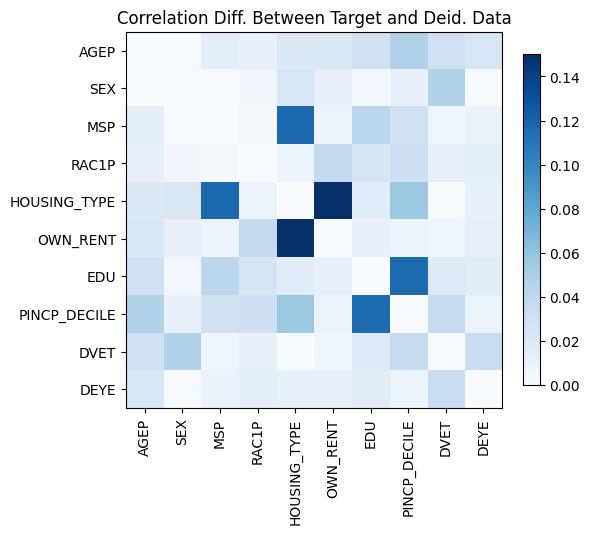 Correlation Diff. Between Target and Deid. Data
AGEP
SEX
MSP
RAC1P
HOUSING_TYPE
OWN_RENT
EDU
PINCP_DECILE
DVET
DEYE
AGEP
SEX
MSP
RAC1P
HOUSING_TYPE
OWN_RENT
EDU
PINCP_DECILE
DVET
DEYE
0.14
0.12
0.10
0.08
0.06
0.04
0.02
0.00